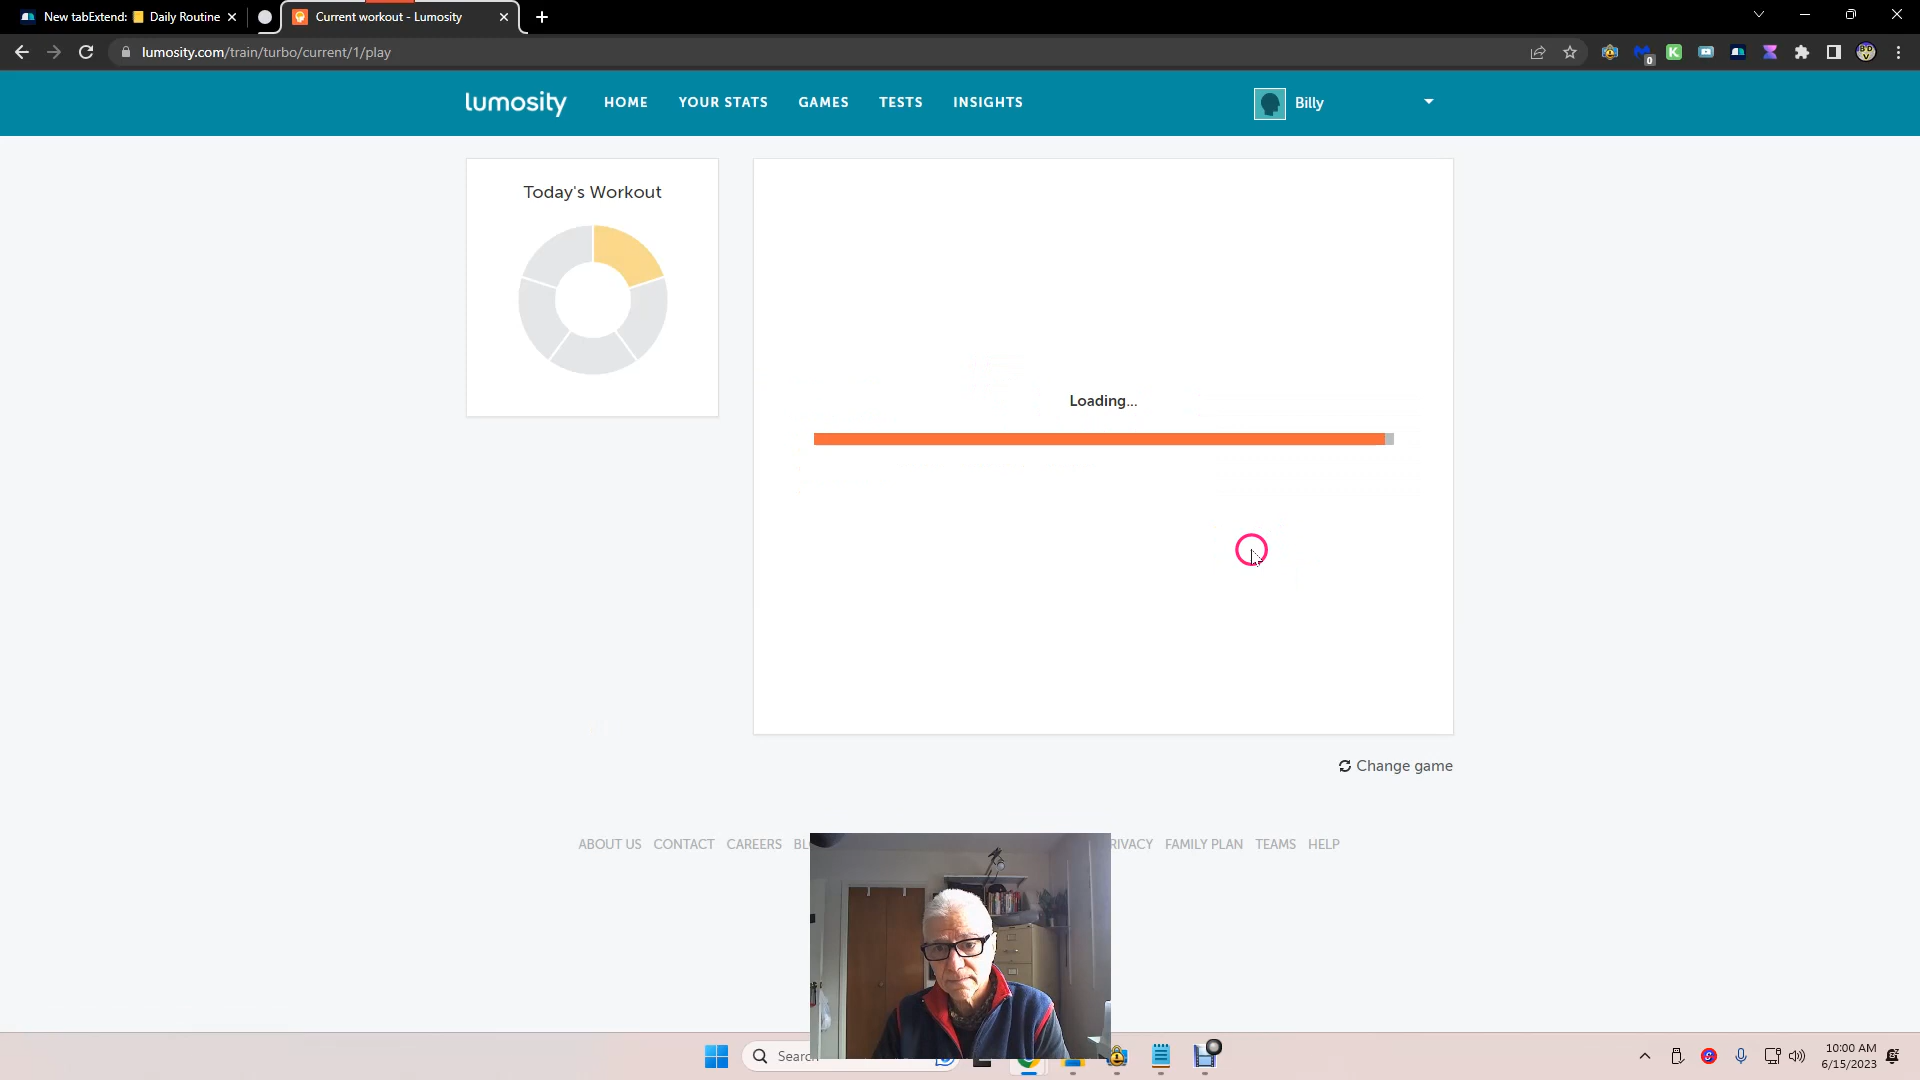 New tabExtend: Daily Routine
Current workout - Lumosity
lumosity.com/train/turbo/current/1/play
0
lumosity
HOME
YOUR STATS
GAMES
TESTS
INSIGHTS
Billy
Today's Workout
Loading...
Change game
ABOUT US
CONTACT
CAREERS
FAMILY PLAN
TEAMS
HELP
10:00 AM
6/15/2023